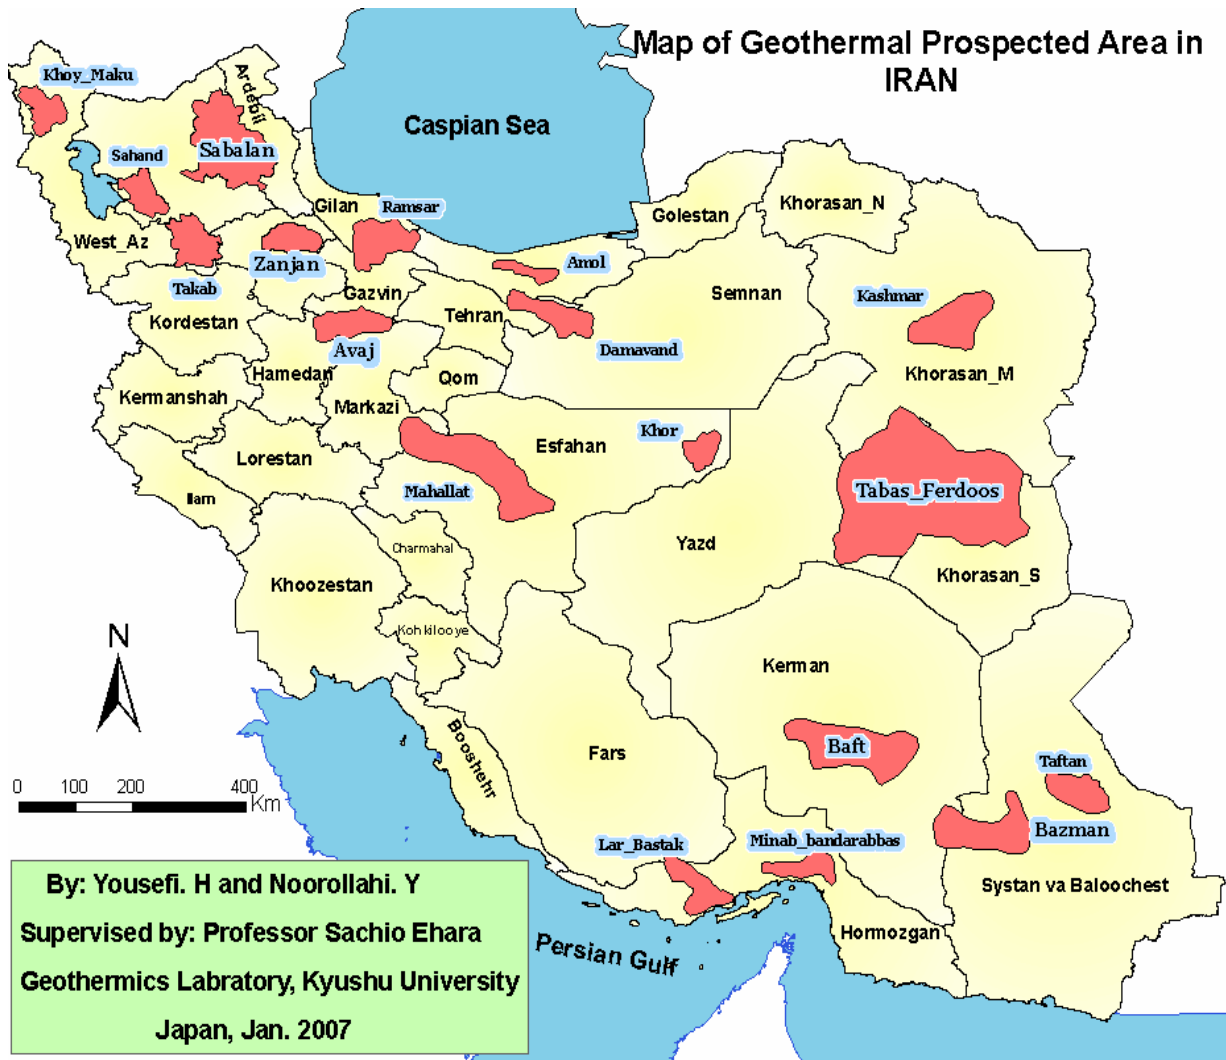 Map of Geothermal Prospected Area in
IRAN
Khoy_Maku
Ardebil
Caspian Sea
Sabalan
Sahand
Gilan
Ramsar
Golestan
Khorasan_N
West_Az
Zanjan
Amol
Takab
Gazvin
Semnan
Kashmar
Kordestan
Tehran
Avaj
Damavand
Hamedan
Qom
Khorasan_M
Kermanshah
Markazi
Khor
Esfahan
Lorestan
Mahallat
Tabas_Ferdoos
Ilam
Charmahal
Yazd
Khoozestan
Khorasan_S
Kohkilooye
N
Kerman
Booshehr
Fars
Baft
Taftan
0 100 200 400
Km
Lar_Bastak
Minab_bandarabbas
Bazman
Systan va Baloochest
Hormozgan
Persian Gulf
By: Yousefi. H and Noorollahi. Y
Supervised by: Professor Sachio Ehara
Geothermics Labratory, Kyushu University
Japan, Jan. 2007